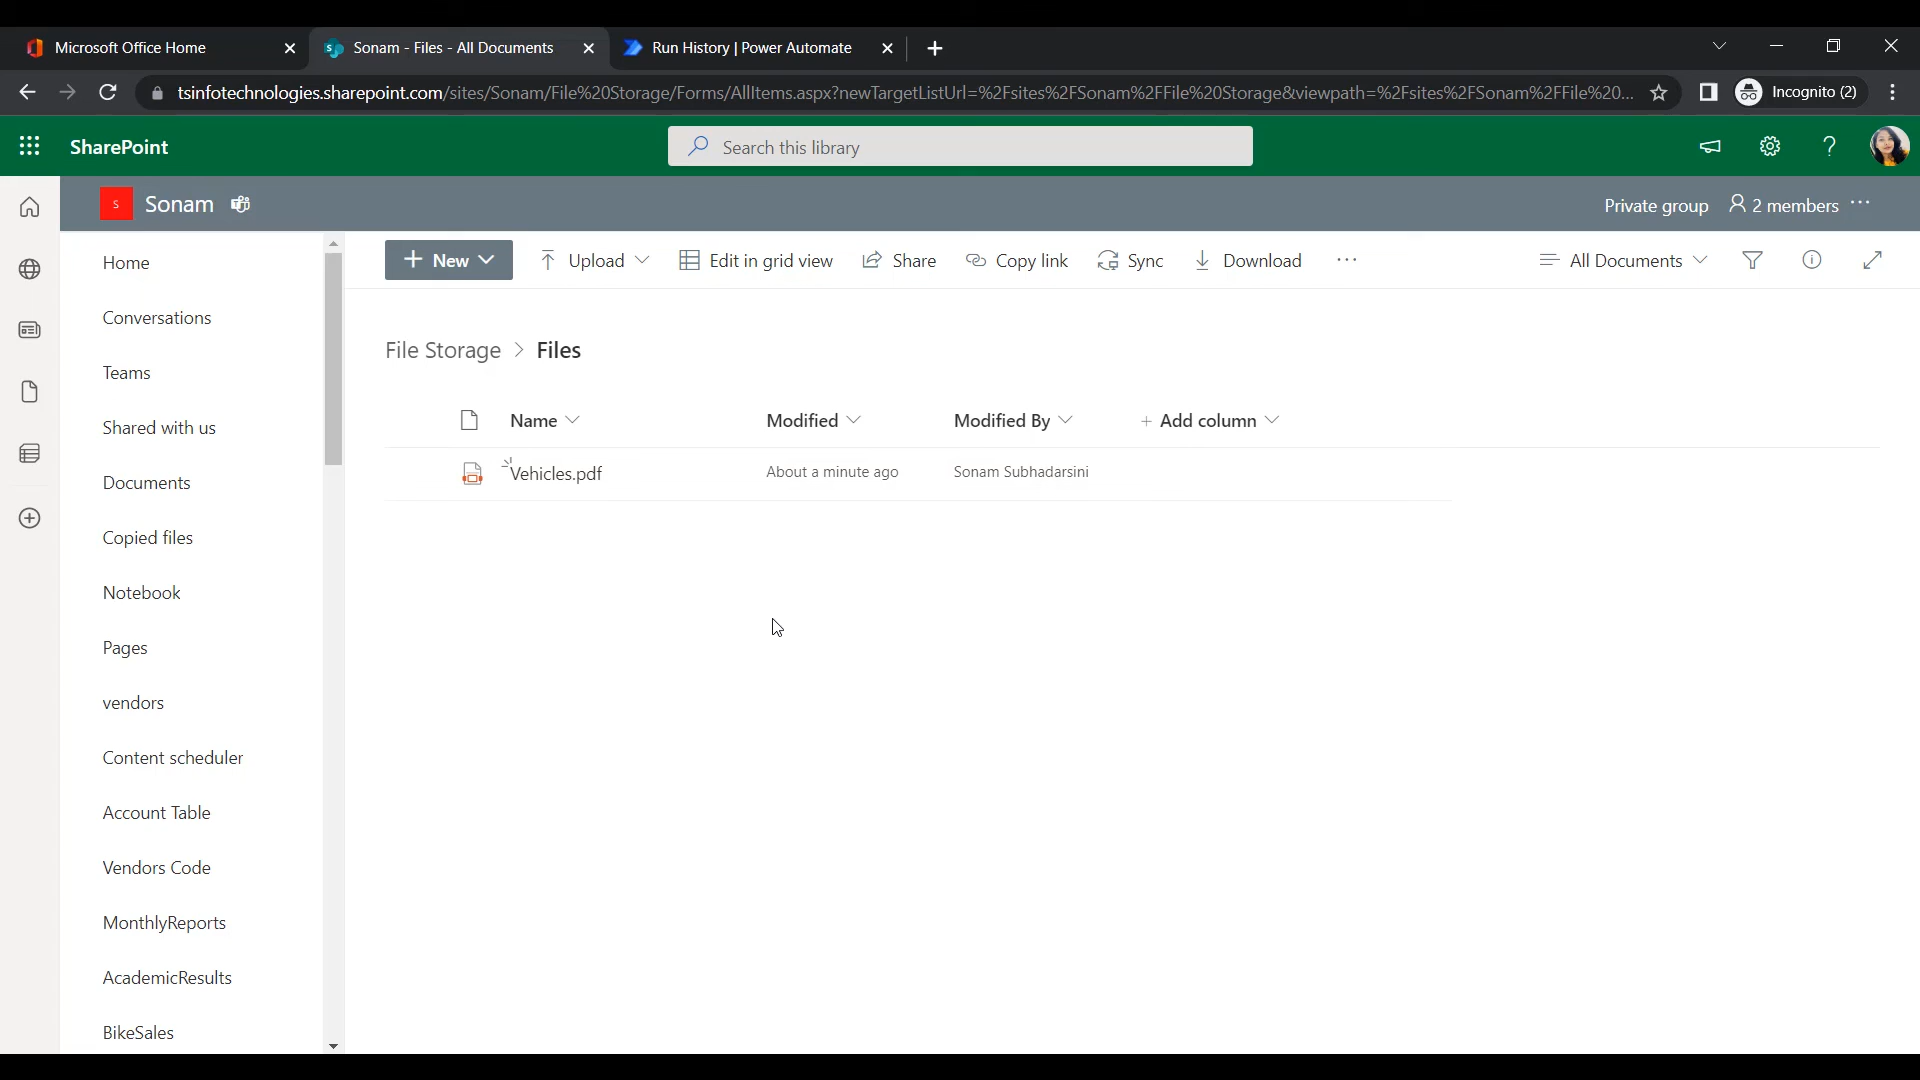 Microsoft Office Home
Sonam - Files - All Documents
Run History | Power Automate
tsinfotechnologies.sharepoint.com/sites/Sonam/File%20Storage/Forms/AllItems.aspx?newTargetListUrl=%2Fsites%2FSonam%2FFile%20Storage&viewpath=%2Fsites%2FSonam%2FFile%20...
Incognito (2)
SharePoint
Search this library
?
S
Sonam
Private group
2 members
...
Home
Conversations
Teams
Shared with us
Documents
Copied files
Notebook
Pages
vendors
Content scheduler
Account Table
Vendors Code
MonthlyReports
AcademicResults
BikeSales
+ New
Upload
Edit in grid view
Share
Copy link
Sync
Download
...
All Documents
File Storage > Files
Name
Modified
Modified By
+ Add column
Vehicles.pdf
About a minute ago
Sonam Subhadarsini